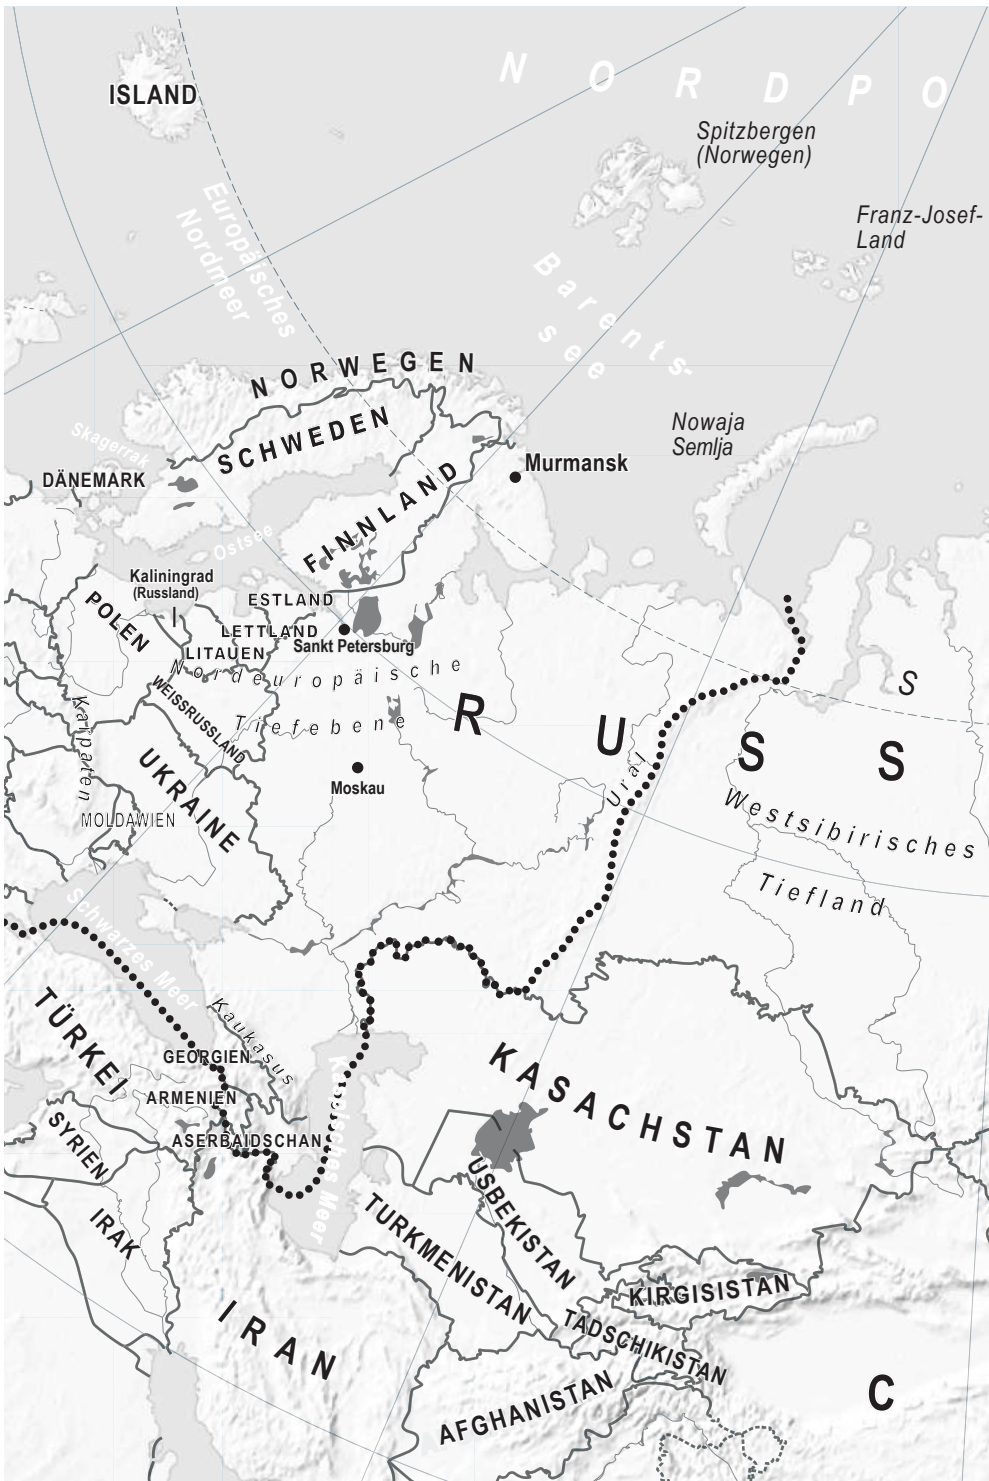 NORDPO
ISLAND
Spitzbergen
(Norwegen)
Franz-Josef-
Land
Europäisches
Nordmeer
Barents-
see
NORWEGEN
SCHWEDEN
Nowaja
Semlja
Skagerrak
Murmansk
DÄNEMARK
FINNLAND
Ostsee
Kaliningrad
(Russland)
ESTLAND
POLEN
LETTLAND
Sankt Petersburg
LITAUEN
Nordeuropäische
Tiefebene
WEISSRUSSLAND
S
RUSS
Karpaten
UKRAINE
Moskau
Ural
Westsibirisches
Tiefland
MOLDAWIEN
Schwarzes Meer
TÜRKEI
Kaukasus
GEORGIEN
KASACHSTAN
Kaspisches Meer
ARMENIEN
SYRIEN
ASERBAIDSCHAN
USBEKISTAN
IRAK
TURKMENISTAN
KIRGISISTAN
IRAN
TADSCHIKISTAN
AFGHANISTAN
C